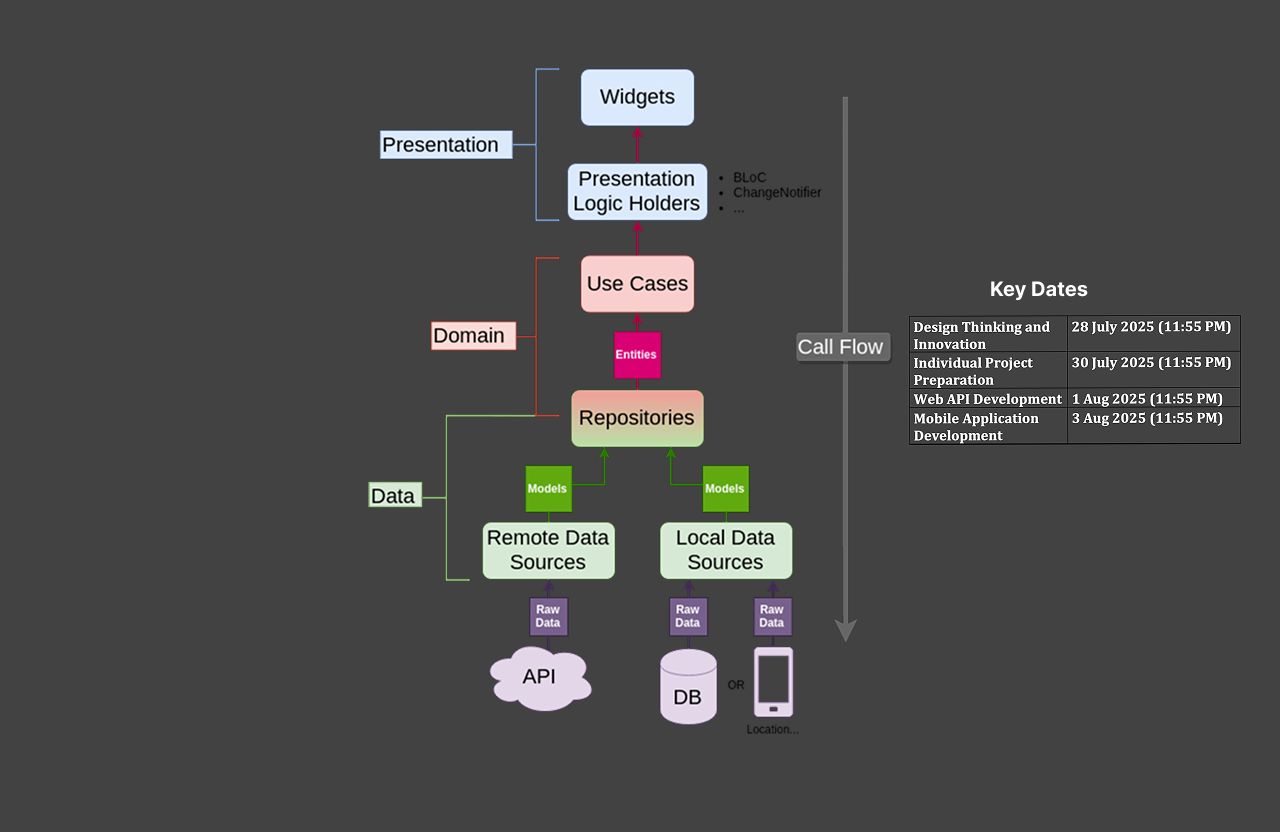 Widgets
Presentation
Presentation
Logic Holders
BLoC
ChangeNotifier
...
Use Cases
Domain
Entities
Call Flow
Repositories
Data
Models
Models
Remote Data
Sources
Local Data
Sources
Raw
Data
Raw
Data
Raw
Data
API
DB
OR
Location...
Key Dates
Design Thinking and
Innovation
28 July 2025 (11:55 PM)
Individual Project
Preparation
30 July 2025 (11:55 PM)
Web API Development
1 Aug 2025 (11:55 PM)
Mobile Application
Development
3 Aug 2025 (11:55 PM)